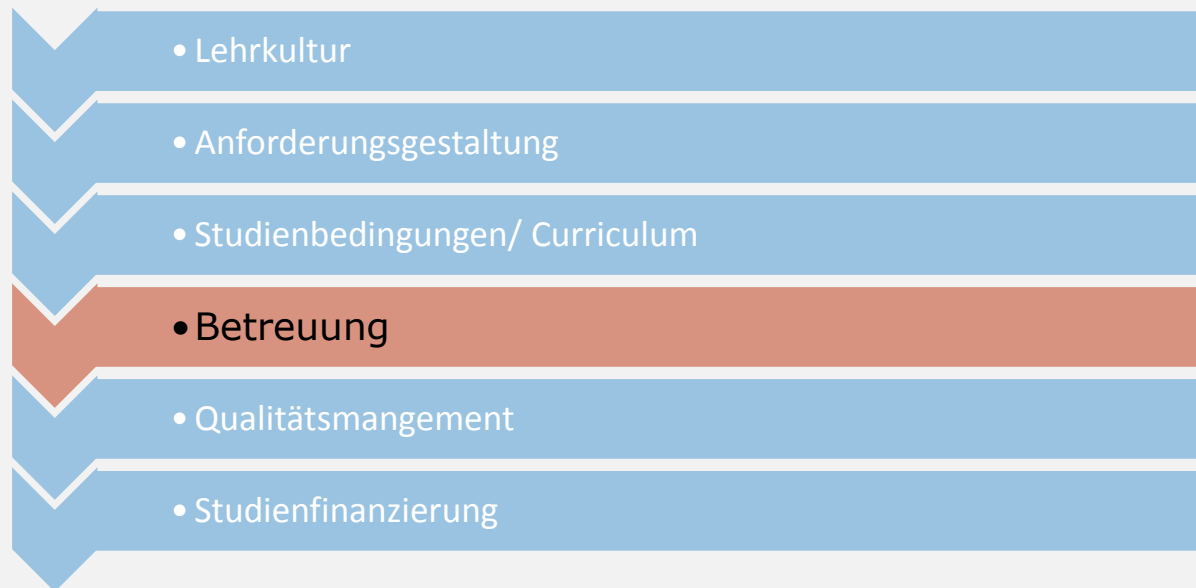 • Lehrkultur
• Anforderungsgestaltung
• Studienbedingungen/ Curriculum
• Betreuung
• Qualitätsmangement
• Studienfinanzierung